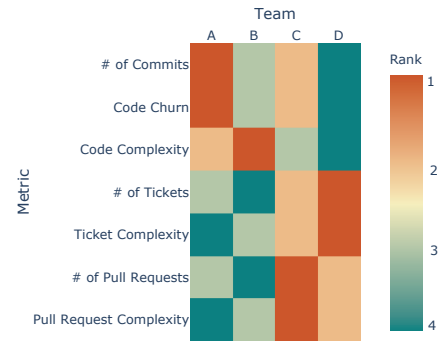 Team
A B C D
Rank
# of Commits
1
Code Churn
Code Complexity
2
# of Tickets
Metric
Ticket Complexity
3
# of Pull Requests
Pull Request Complexity
4